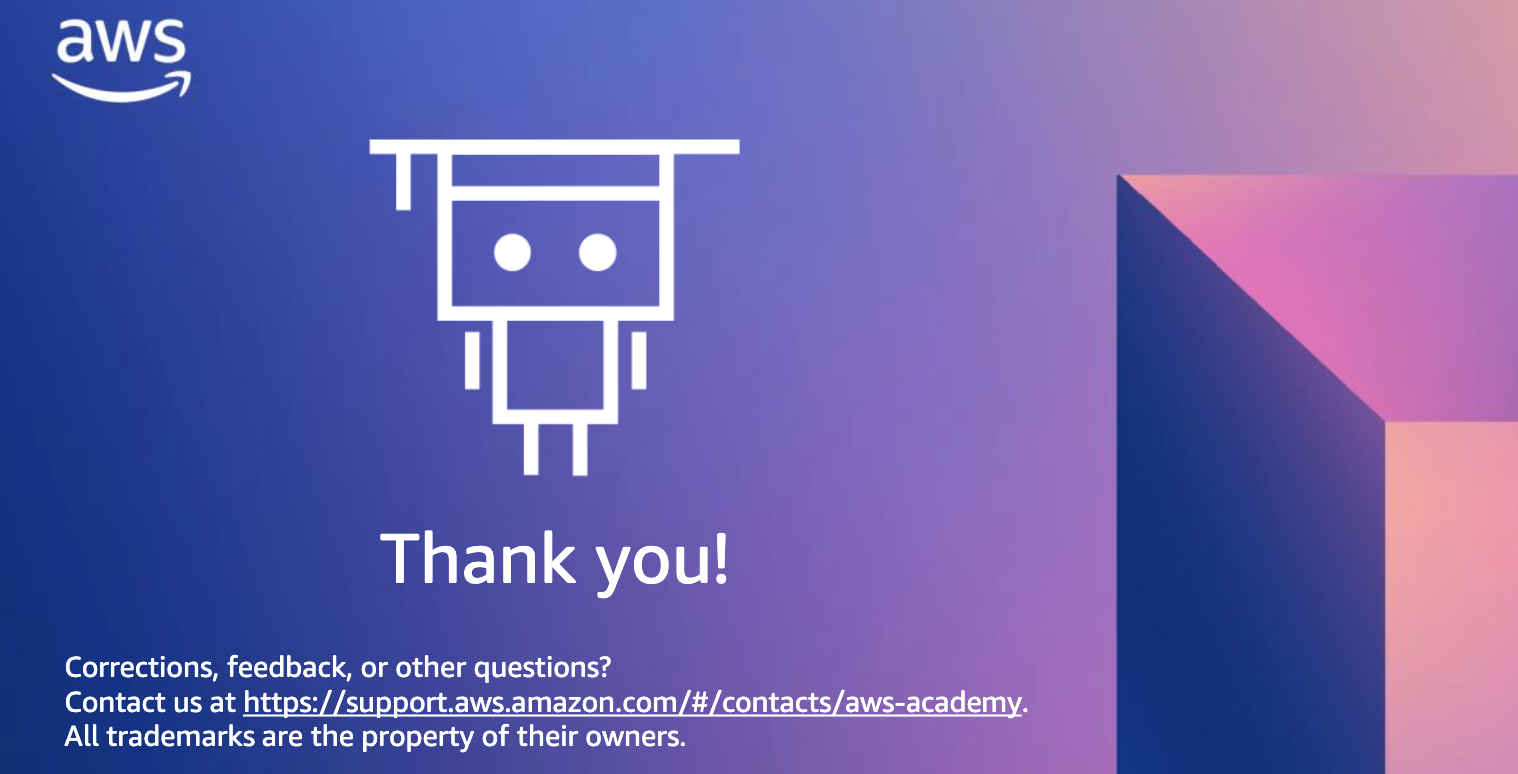 aws
Thank you!
Corrections, feedback, or other questions?
Contact us at https://support.aws.amazon.com/#/contacts/aws-academy.
All trademarks are the property of their owners.